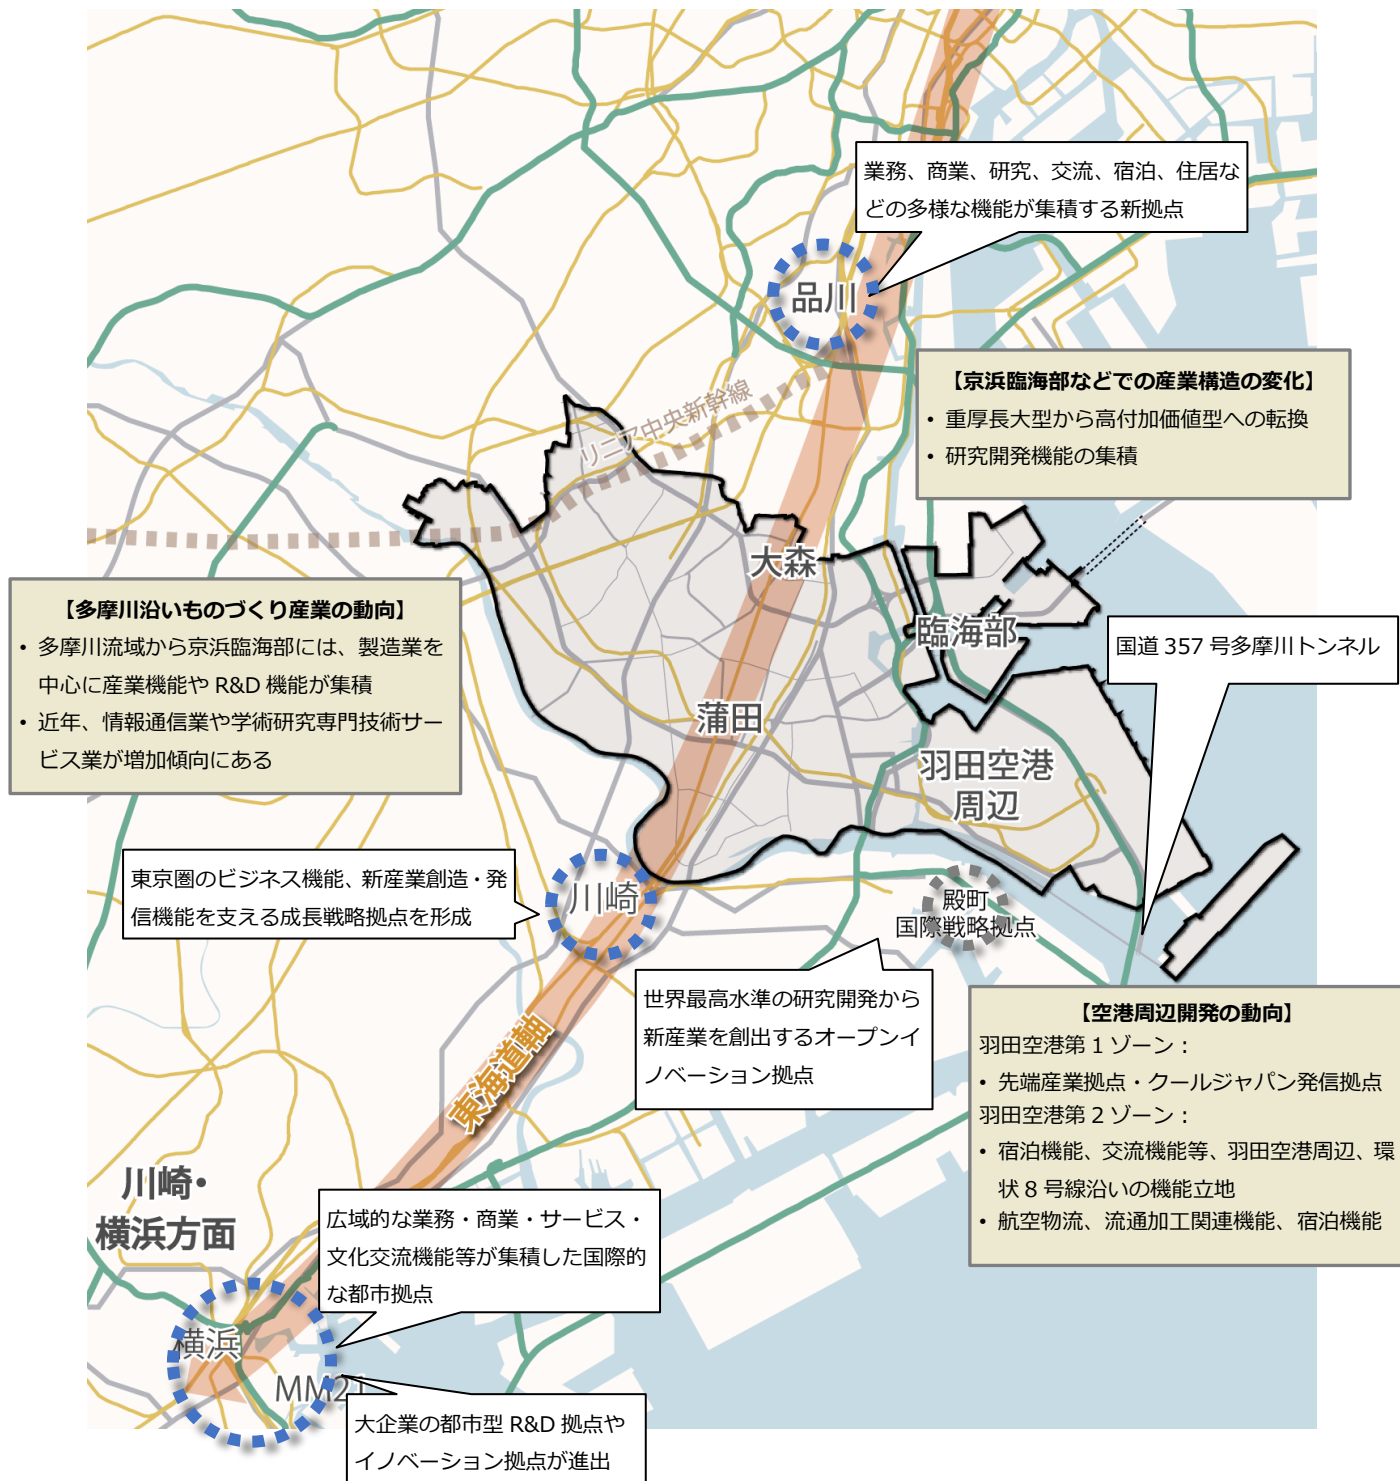 業務、商業、研究、交流、宿泊、住居な
どの多様な機能が集積する新拠点
品川
【京浜臨海部などでの産業構造の変化】
• 重厚長大型から高付加価値型への転換
• 研究開発機能の集積
リニア中央新幹線
大森
【多摩川沿いものづくり産業の動向】
• 多摩川流域から京浜臨海部には、製造業を
中心に産業機能や R&D 機能が集積
• 近年、情報通信業や学術研究専門技術サー
ビス業が増加傾向にある
臨海部
国道 357 号多摩川トンネル
蒲田
羽田空港
周辺
東京圏のビジネス機能、新産業創造・発
信機能を支える成長戦略拠点を形成
川崎
殿町
国際戦略拠点
世界最高水準の研究開発から
新産業を創出するオープンイ
ノベーション拠点
【空港周辺開発の動向】
羽田空港第 1 ゾーン：
• 先端産業拠点・クールジャパン発信拠点
羽田空港第 2 ゾーン：
• 宿泊機能、交流機能等、羽田空港周辺、環
状 8 号線沿いの機能立地
• 航空物流、流通加工関連機能、宿泊機能
東海道軸
川崎・
横浜方面
広域的な業務・商業・サービス・
文化交流機能等が集積した国際的
な都市拠点
横浜
MM21
大企業の都市型 R&D 拠点や
イノベーション拠点が進出